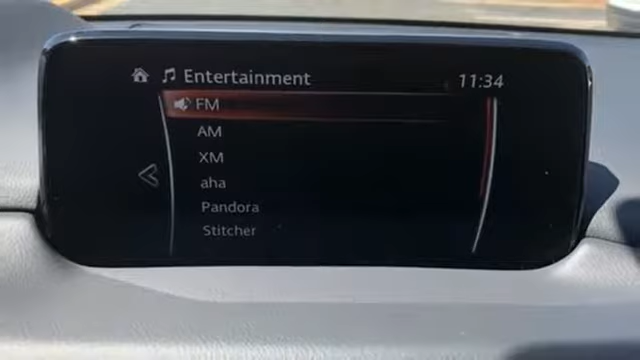 Entertainment 11:34
FM
AM
XM
aha
Pandora
Stitcher